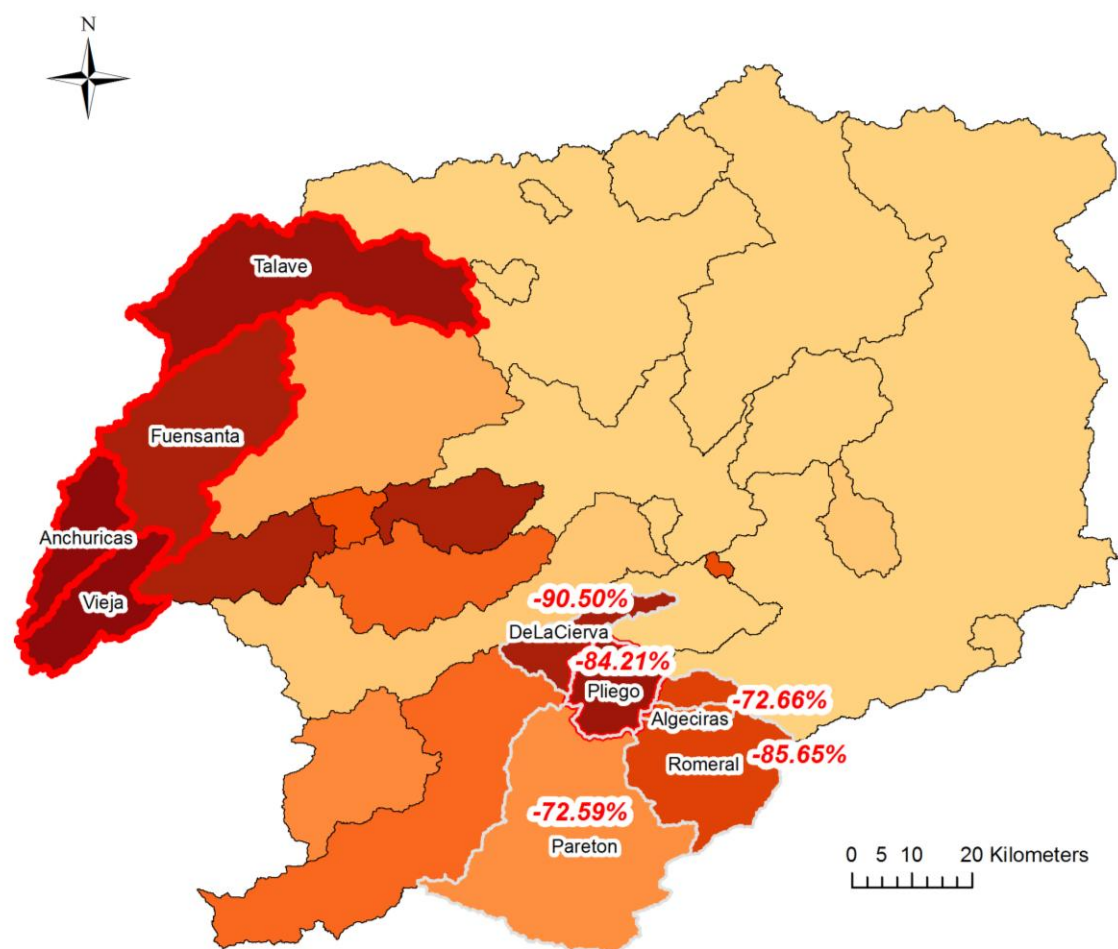 N
Talave
Fuensanta
Anchuricas
Vieja
-90.50%
DeLaCierva
-84.21%
Pliego
-72.66%
Algeciras
Romeral
-85.65%
-72.59%
Pareton
0 5 10 20 Kilometers